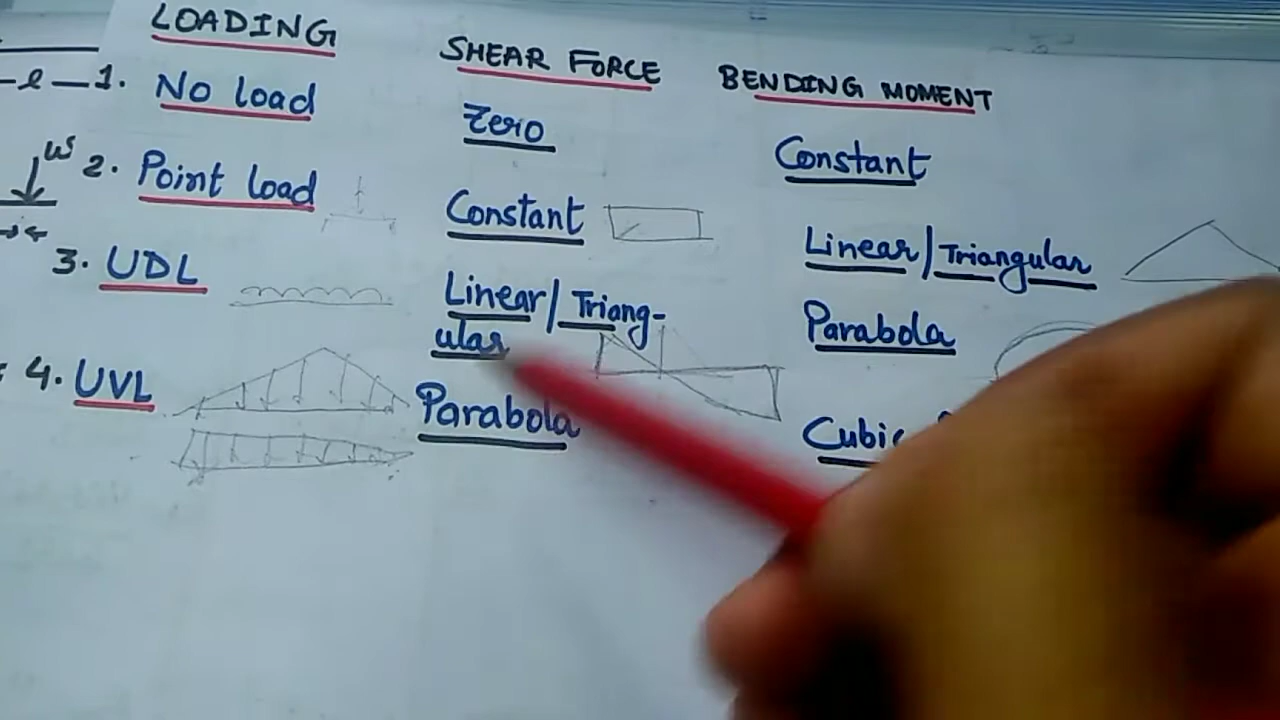 LOADING SHEAR FORCE BENDING MOMENT
l 1. No load Zero Constant
W 2. Point load Constant Linear/Triangular
3. UDL Linear/Triang-
ular Parabola
4. UVL Parabola Cubic